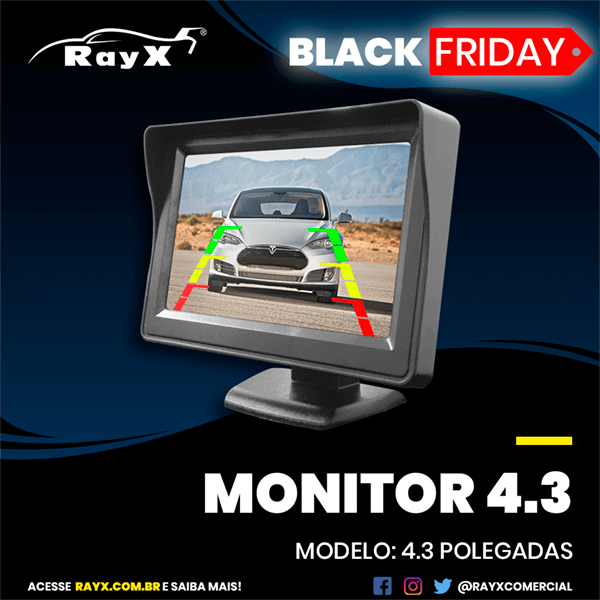 RayX®
BLACK FRIDAY
MONITOR 4.3
MODELO: 4.3 POLEGADAS
ACESSE RAYX.COM.BR E SAIBA MAIS!
@RAYXCOMERCIAL